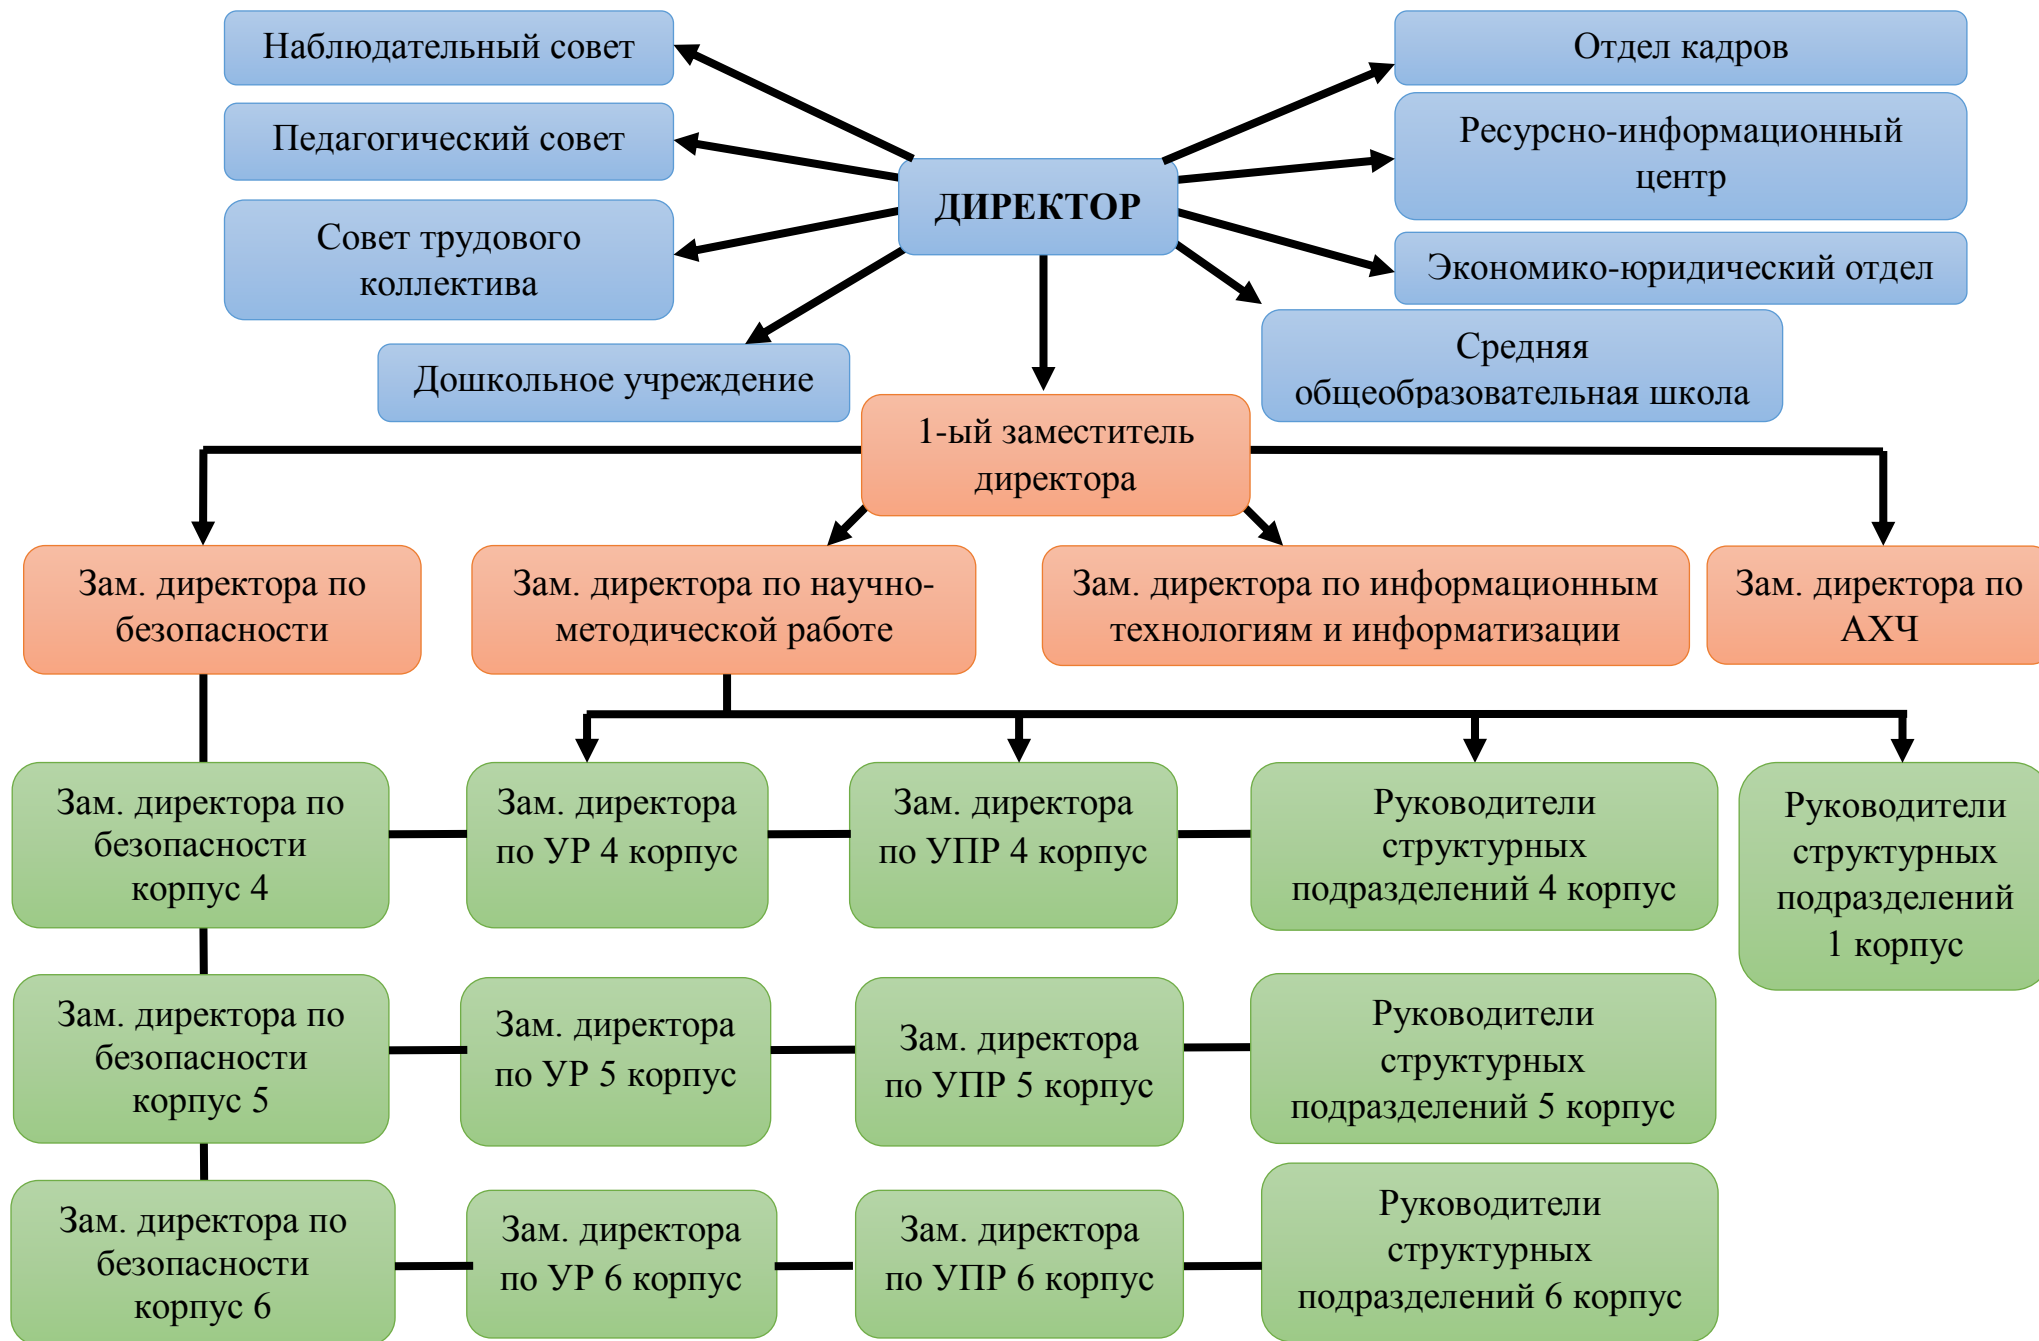 Наблюдательный совет
Отдел кадров
Педагогический совет
Ресурсно-информационный
центр
ДИРЕКТОР
Совет трудового
коллектива
Экономико-юридический отдел
Дошкольное учреждение
Средняя
общеобразовательная школа
1-ый заместитель
директора
Зам. директора по
безопасности
Зам. директора по научно-
методической работе
Зам. директора по информационным
технологиям и информатизации
Зам. директора по
АХЧ
Зам. директора по
безопасности
корпус 4
Зам. директора
по УР 4 корпус
Зам. директора
по УПР 4 корпус
Руководители
структурных
подразделений 4 корпус
Руководители
структурных
подразделений
1 корпус
Зам. директора по
безопасности
корпус 5
Зам. директора
по УР 5 корпус
Зам. директора
по УПР 5 корпус
Руководители
структурных
подразделений 5 корпус
Зам. директора по
безопасности
корпус 6
Зам. директора
по УР 6 корпус
Зам. директора
по УПР 6 корпус
Руководители
структурных
подразделений 6 корпус